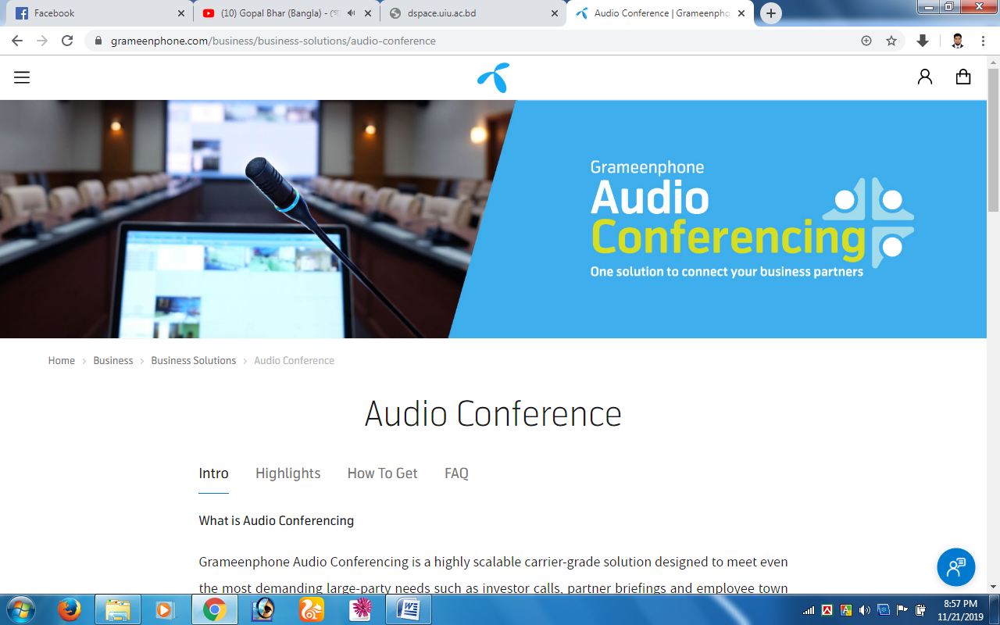 Facebook
(10) Gopal Bhar (Bangla) -
dspace.uiu.ac.bd
Audio Conference | Grameenpho
grameenphone.com/business/business-solutions/audio-conference
Grameenphone
Audio
Conferencing
One solution to connect your business partners
Home > Business > Business Solutions > Audio Conference
Audio Conference
Intro Highlights How To Get FAQ
What is Audio Conferencing
Grameenphone Audio Conferencing is a highly scalable carrier-grade solution designed to meet even
the most demanding large-party needs such as investor calls, partner briefings and employee town
8:57 PM
11/21/2019